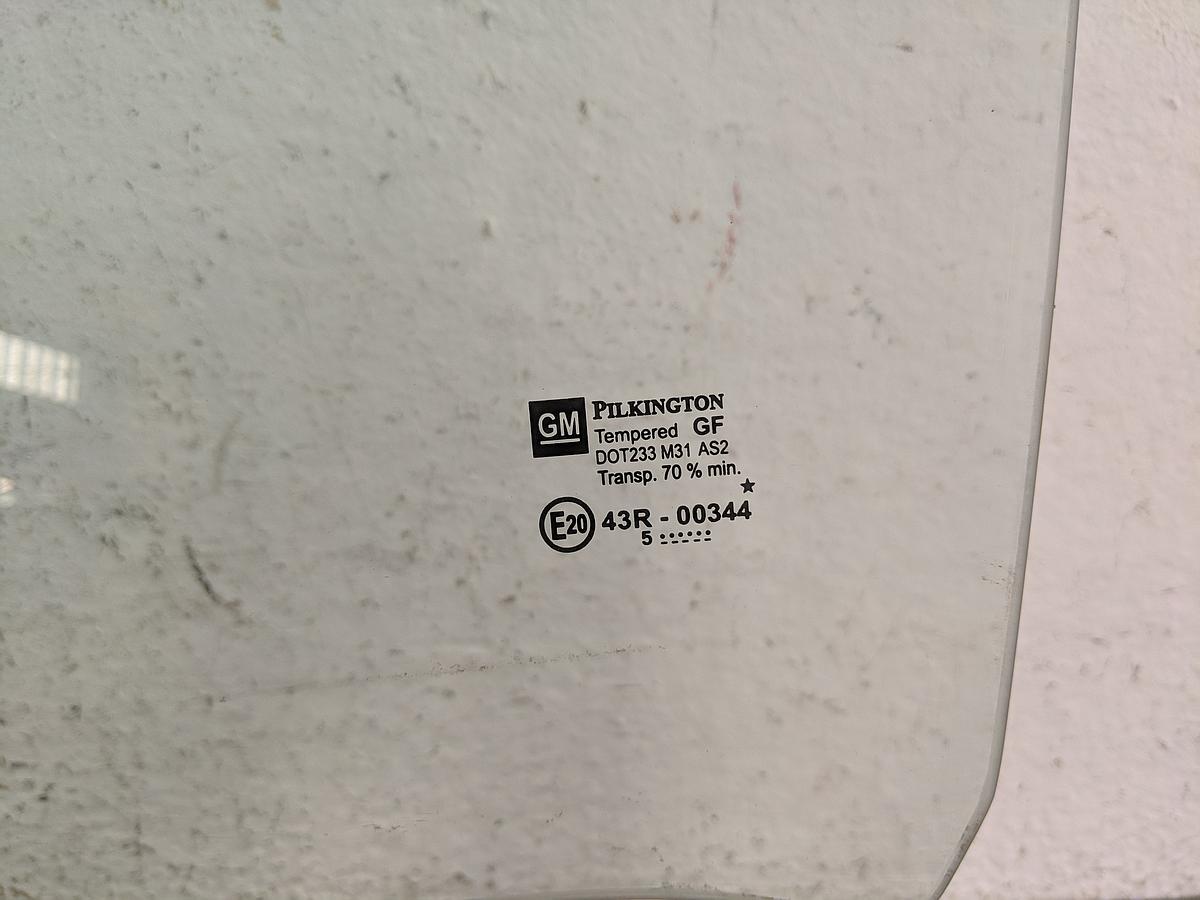 GM
PILKINGTON
Tempered GF
DOT233 M31 AS2
Transp. 70 % min.
E20 43R - 00344
5